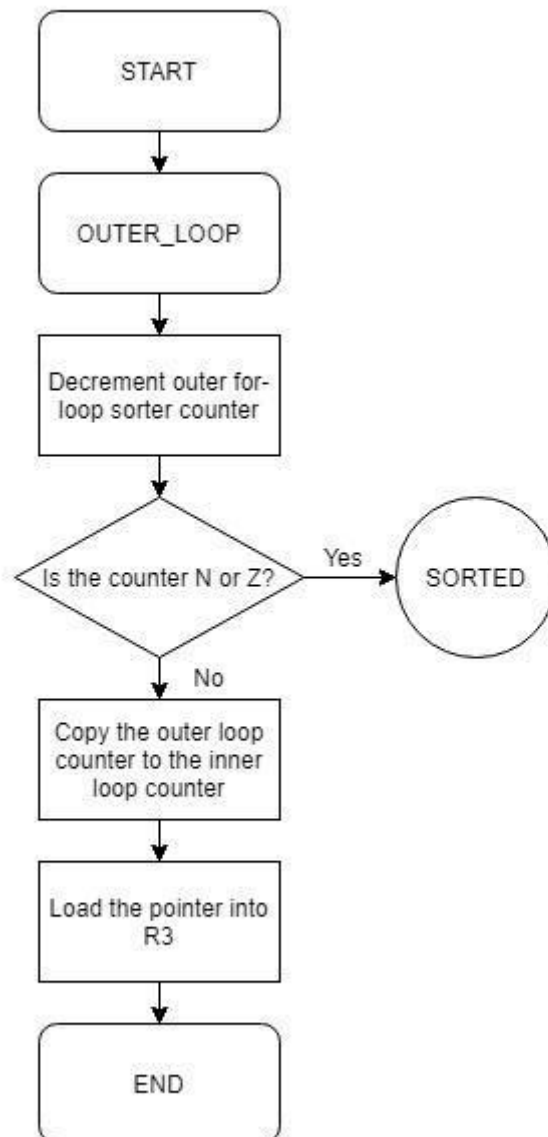 START
OUTER_LOOP
Decrement outer for-
loop sorter counter
Is the counter N or Z?
Yes
SORTED
No
Copy the outer loop
counter to the inner
loop counter
Load the pointer into
R3
END